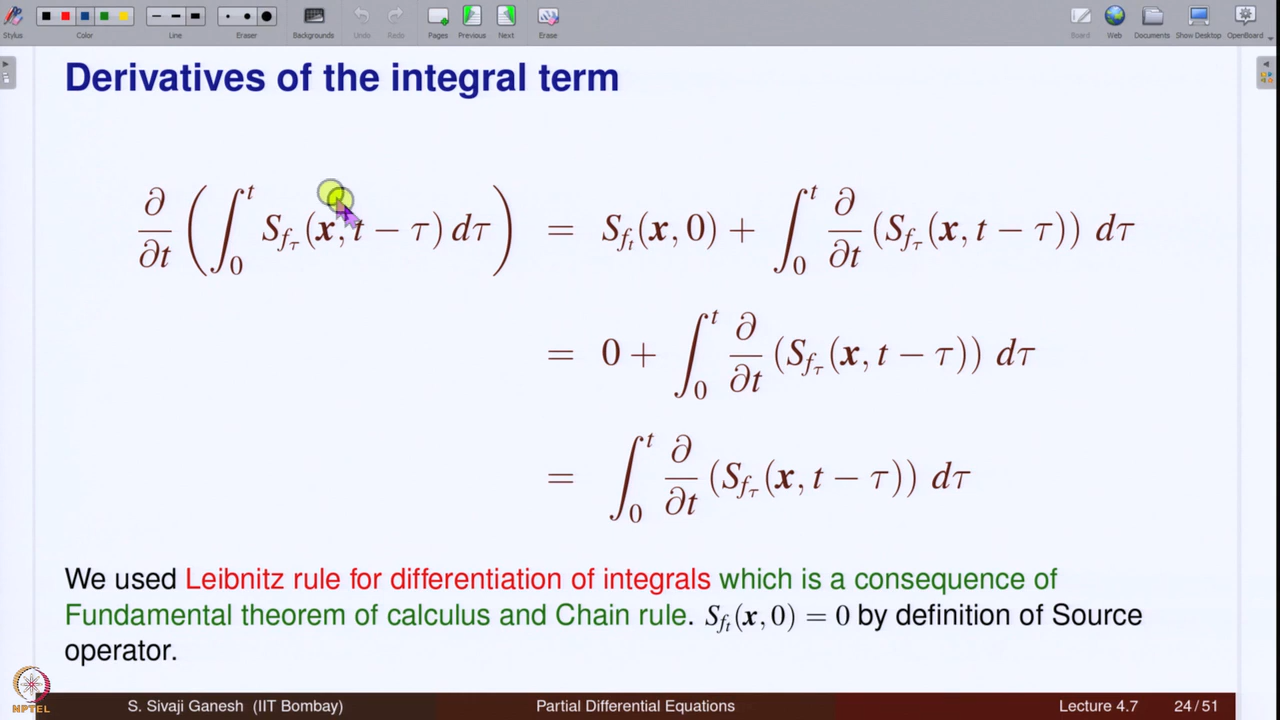 Stylus Color Line Eraser Backgrounds Undo Redo Pages Previous Next Erase Board Web Documents Show Desktop OpenBoard
Derivatives of the integral term
∂/∂t (∫₀ᵗ S_{f_τ}(x, t − τ) dτ) = S_{f_t}(x, 0) + ∫₀ᵗ ∂/∂t (S_{f_τ}(x, t − τ)) dτ
= 0 + ∫₀ᵗ ∂/∂t (S_{f_τ}(x, t − τ)) dτ
= ∫₀ᵗ ∂/∂t (S_{f_τ}(x, t − τ)) dτ
We used Leibnitz rule for differentiation of integrals which is a consequence of
Fundamental theorem of calculus and Chain rule. S_{f_t}(x, 0) = 0 by definition of Source
operator.
NPTEL
S. Sivaji Ganesh (IIT Bombay) Partial Differential Equations Lecture 4.7 24/51